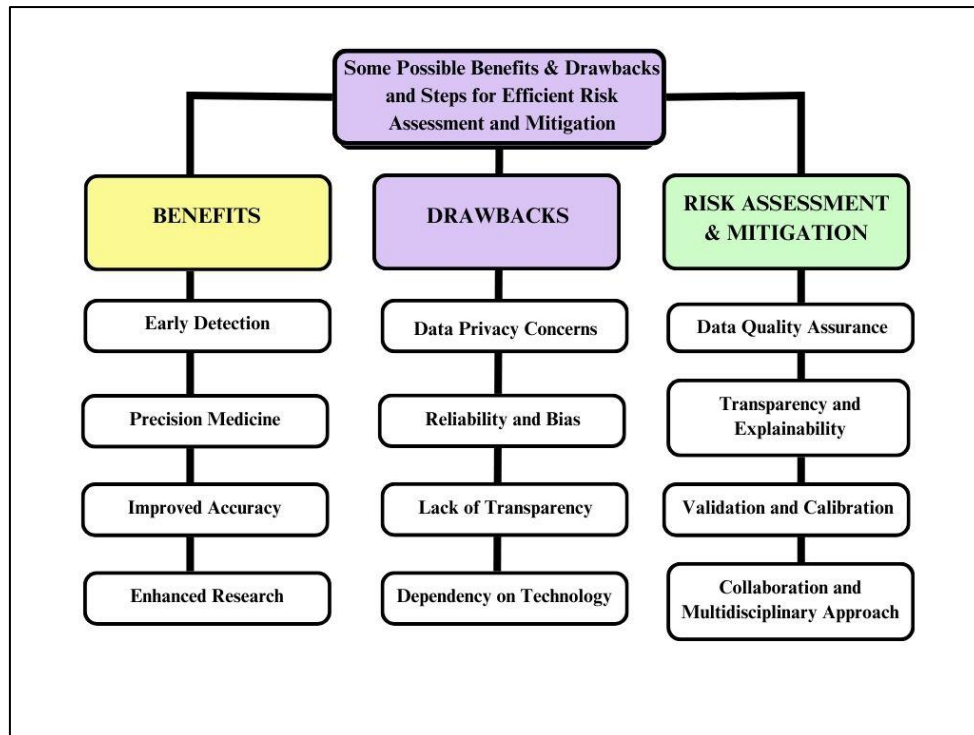 Some Possible Benefits & Drawbacks
and Steps for Efficient Risk
Assessment and Mitigation
BENEFITS
Early Detection
Precision Medicine
Improved Accuracy
Enhanced Research
DRAWBACKS
Data Privacy Concerns
Reliability and Bias
Lack of Transparency
Dependency on Technology
RISK ASSESSMENT
& MITIGATION
Data Quality Assurance
Transparency and
Explainability
Validation and Calibration
Collaboration and
Multidisciplinary Approach